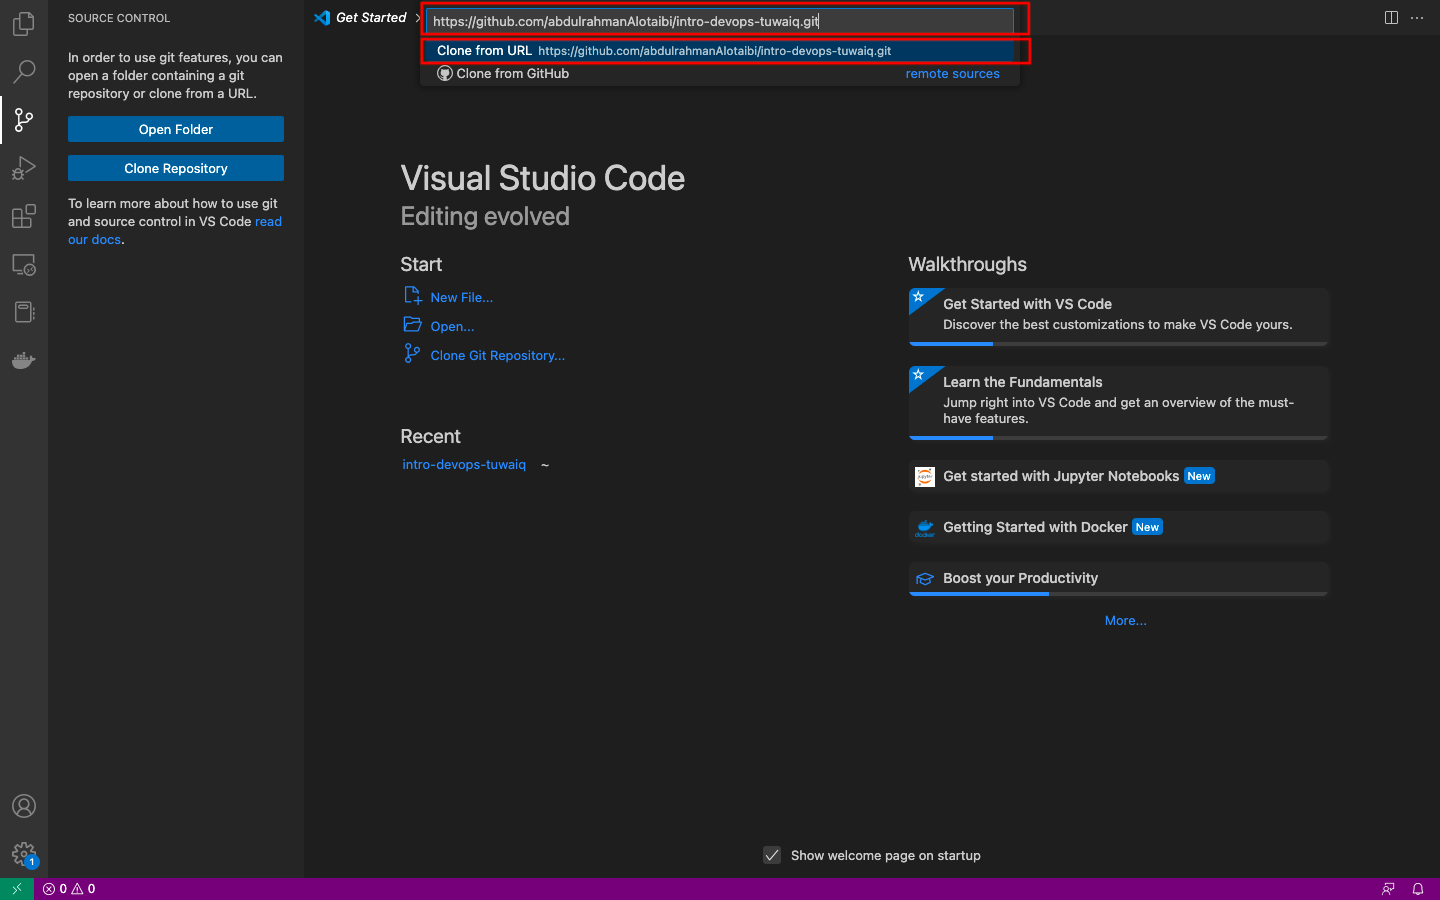 SOURCE CONTROL
In order to use git features, you can
open a folder containing a git
repository or clone from a URL.
Open Folder
Clone Repository
To learn more about how to use git
and source control in VS Code read
our docs.
Get Started
https://github.com/abdulrahmanAlotaibi/intro-devops-tuwaiq.git
Clone from URL https://github.com/abdulrahmanAlotaibi/intro-devops-tuwaiq.git
Clone from GitHub remote sources
Visual Studio Code
Editing evolved
Start
New File...
Open...
Clone Git Repository...
Recent
intro-devops-tuwaiq ~
Walkthroughs
Get Started with VS Code
Discover the best customizations to make VS Code yours.
Learn the Fundamentals
Jump right into VS Code and get an overview of the must-
have features.
jupyter
Get started with Jupyter Notebooks New
docker
Getting Started with Docker New
Boost your Productivity
More...
Show welcome page on startup
1
0 0